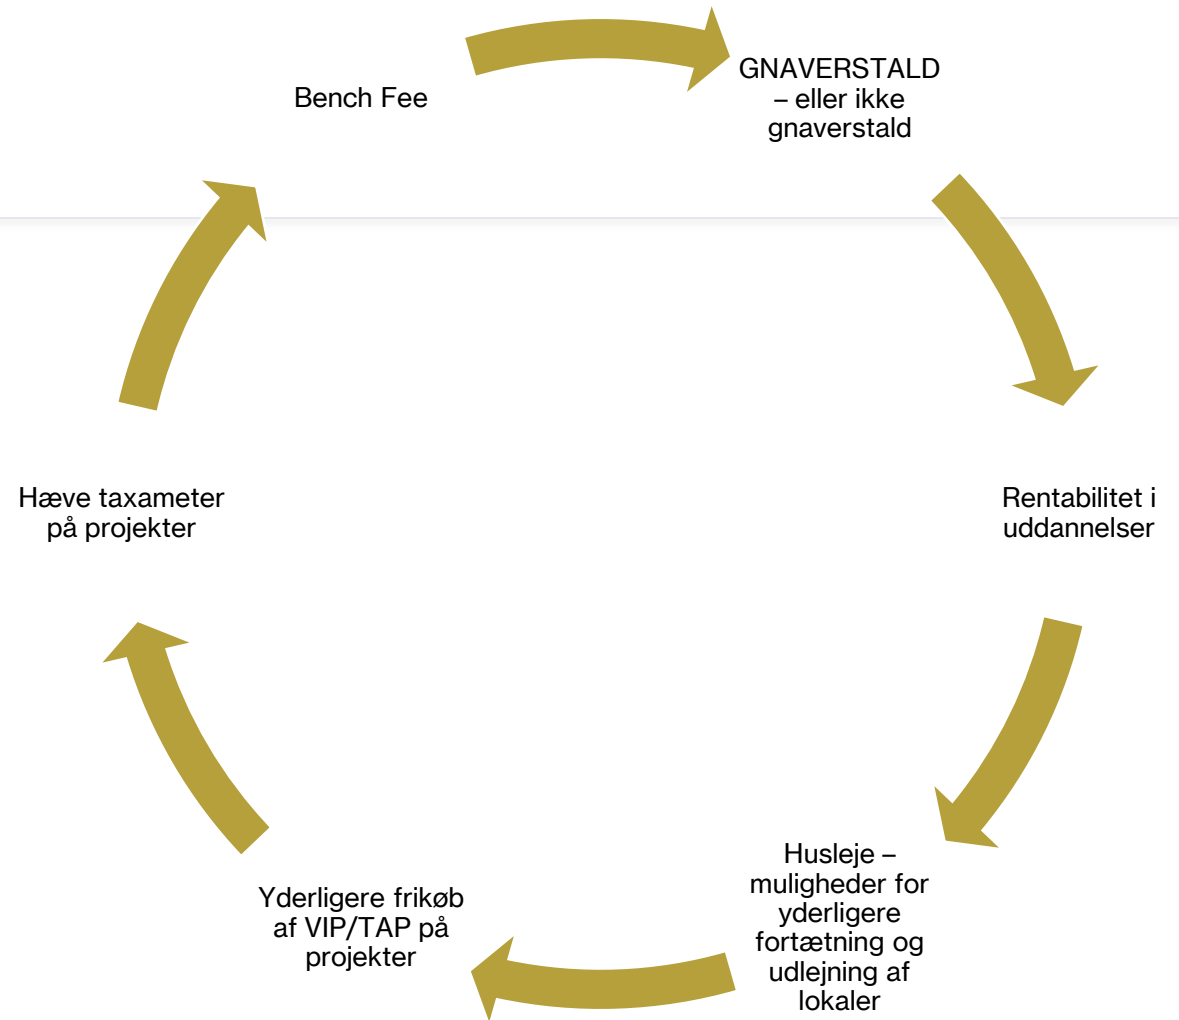 Bench Fee
GNAVERSTALD
– eller ikke
gnaverstald
Rentabilitet i
uddannelser
Husleje –
muligheder for
yderligere
fortætning og
udlejning af
lokaler
Yderligere frikøb
af VIP/TAP på
projekter
Hæve taxameter
på projekter